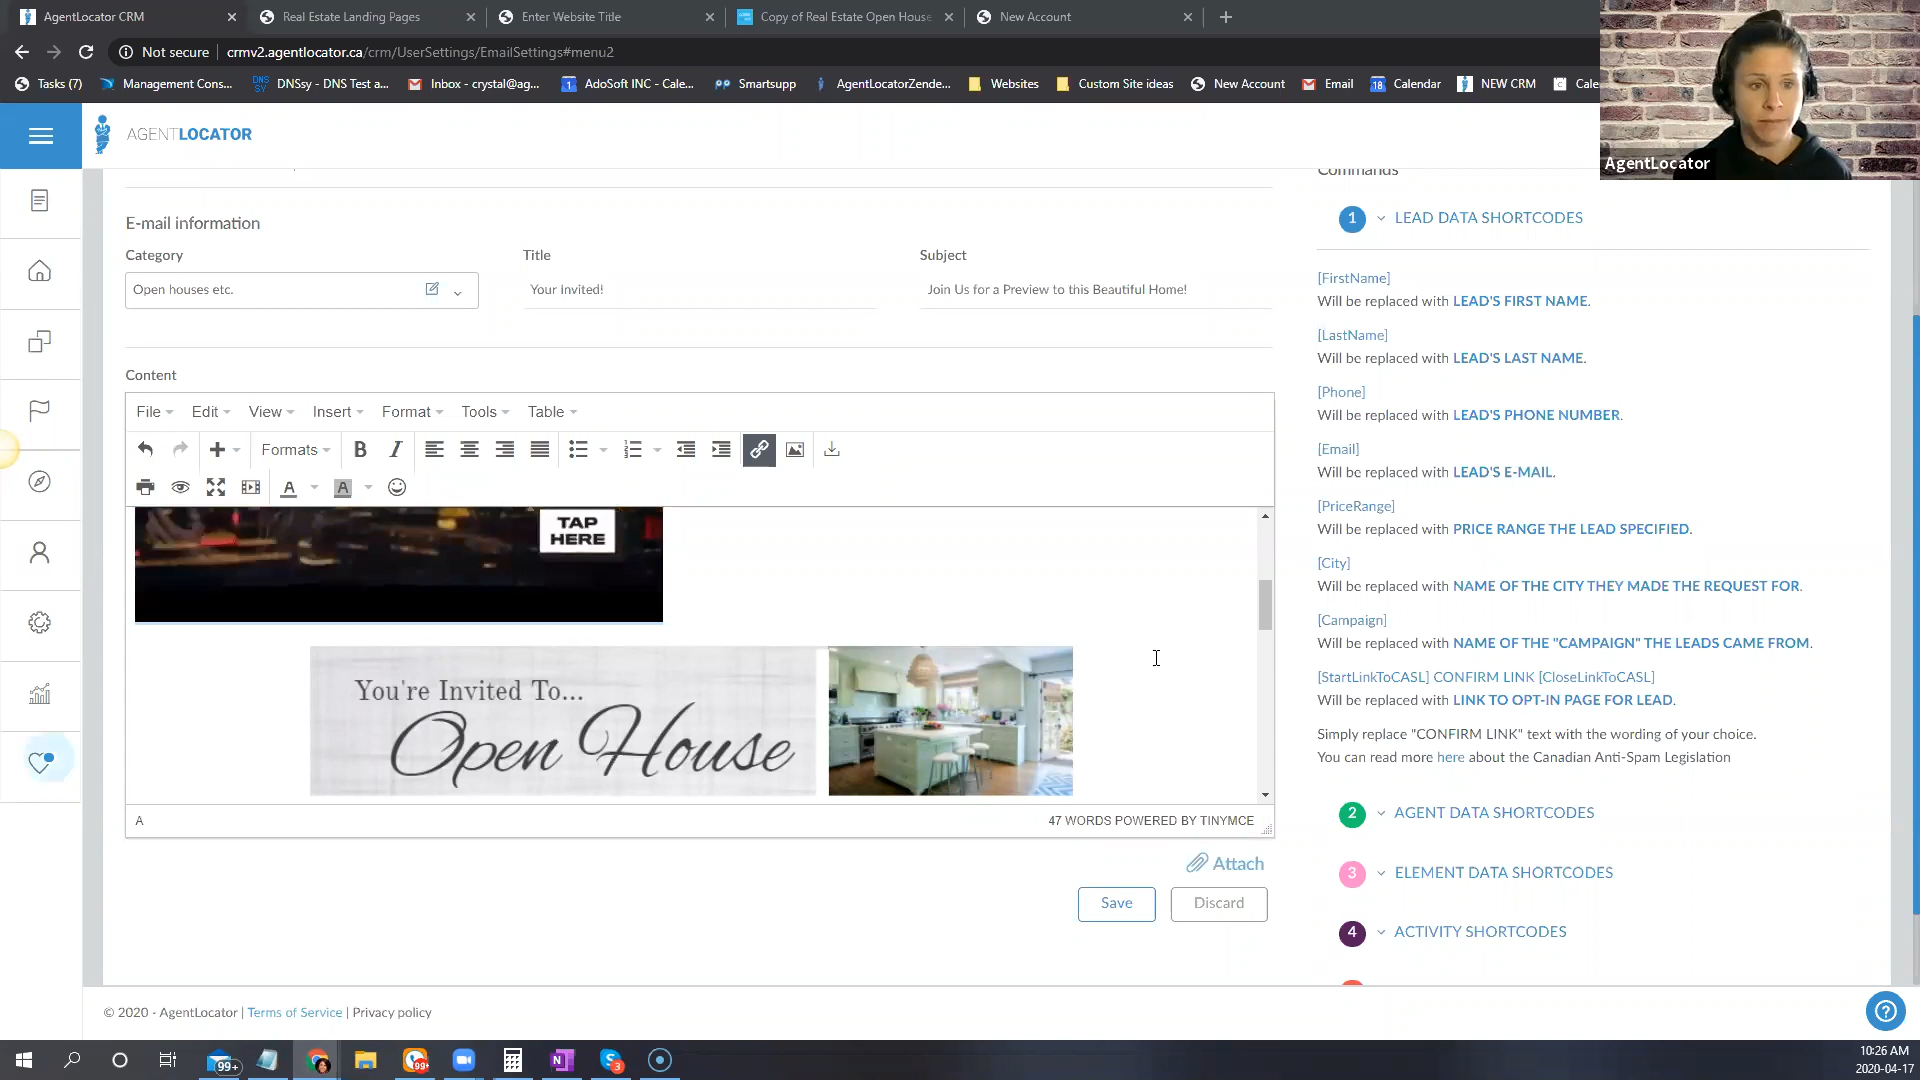 AgentLocator CRM
Real Estate Landing Pages
Enter Website Title
Copy of Real Estate Open House
New Account
Not secure
crmv2.agentlocator.ca/crm/UserSettings/EmailSettings#menu2
Tasks (7)
Management Cons...
DNSsy - DNS Test a...
Inbox - crystal@ag...
AdoSoft INC - Cale...
Smartsupp
AgentLocatorZende...
Websites
Custom Site ideas
New Account
Email
Calendar
NEW CRM
Cale
AgentLocator
AGENTLOCATOR
Commands
E-mail information
Category
Title
Subject
Open houses etc.
Your Invited!
Join Us for a Preview to this Beautiful Home!
Content
File
Edit
View
Insert
Format
Tools
Table
Formats
B
I
A
A
TAP
HERE
You're Invited To...
Open House
A
47 WORDS POWERED BY TINYMCE
Attach
Save
Discard
1 LEAD DATA SHORTCODES
[FirstName]
Will be replaced with LEAD'S FIRST NAME.
[LastName]
Will be replaced with LEAD'S LAST NAME.
[Phone]
Will be replaced with LEAD'S PHONE NUMBER.
[Email]
Will be replaced with LEAD'S E-MAIL.
[PriceRange]
Will be replaced with PRICE RANGE THE LEAD SPECIFIED.
[City]
Will be replaced with NAME OF THE CITY THEY MADE THE REQUEST FOR.
[Campaign]
Will be replaced with NAME OF THE "CAMPAIGN" THE LEADS CAME FROM.
[StartLinkToCASL] CONFIRM LINK [CloseLinkToCASL]
Will be replaced with LINK TO OPT-IN PAGE FOR LEAD.
Simply replace "CONFIRM LINK" text with the wording of your choice.
You can read more here about the Canadian Anti-Spam Legislation
2 AGENT DATA SHORTCODES
3 ELEMENT DATA SHORTCODES
4 ACTIVITY SHORTCODES
© 2020 - AgentLocator | Terms of Service | Privacy policy
99+
99+
3
10:26 AM
2020-04-17